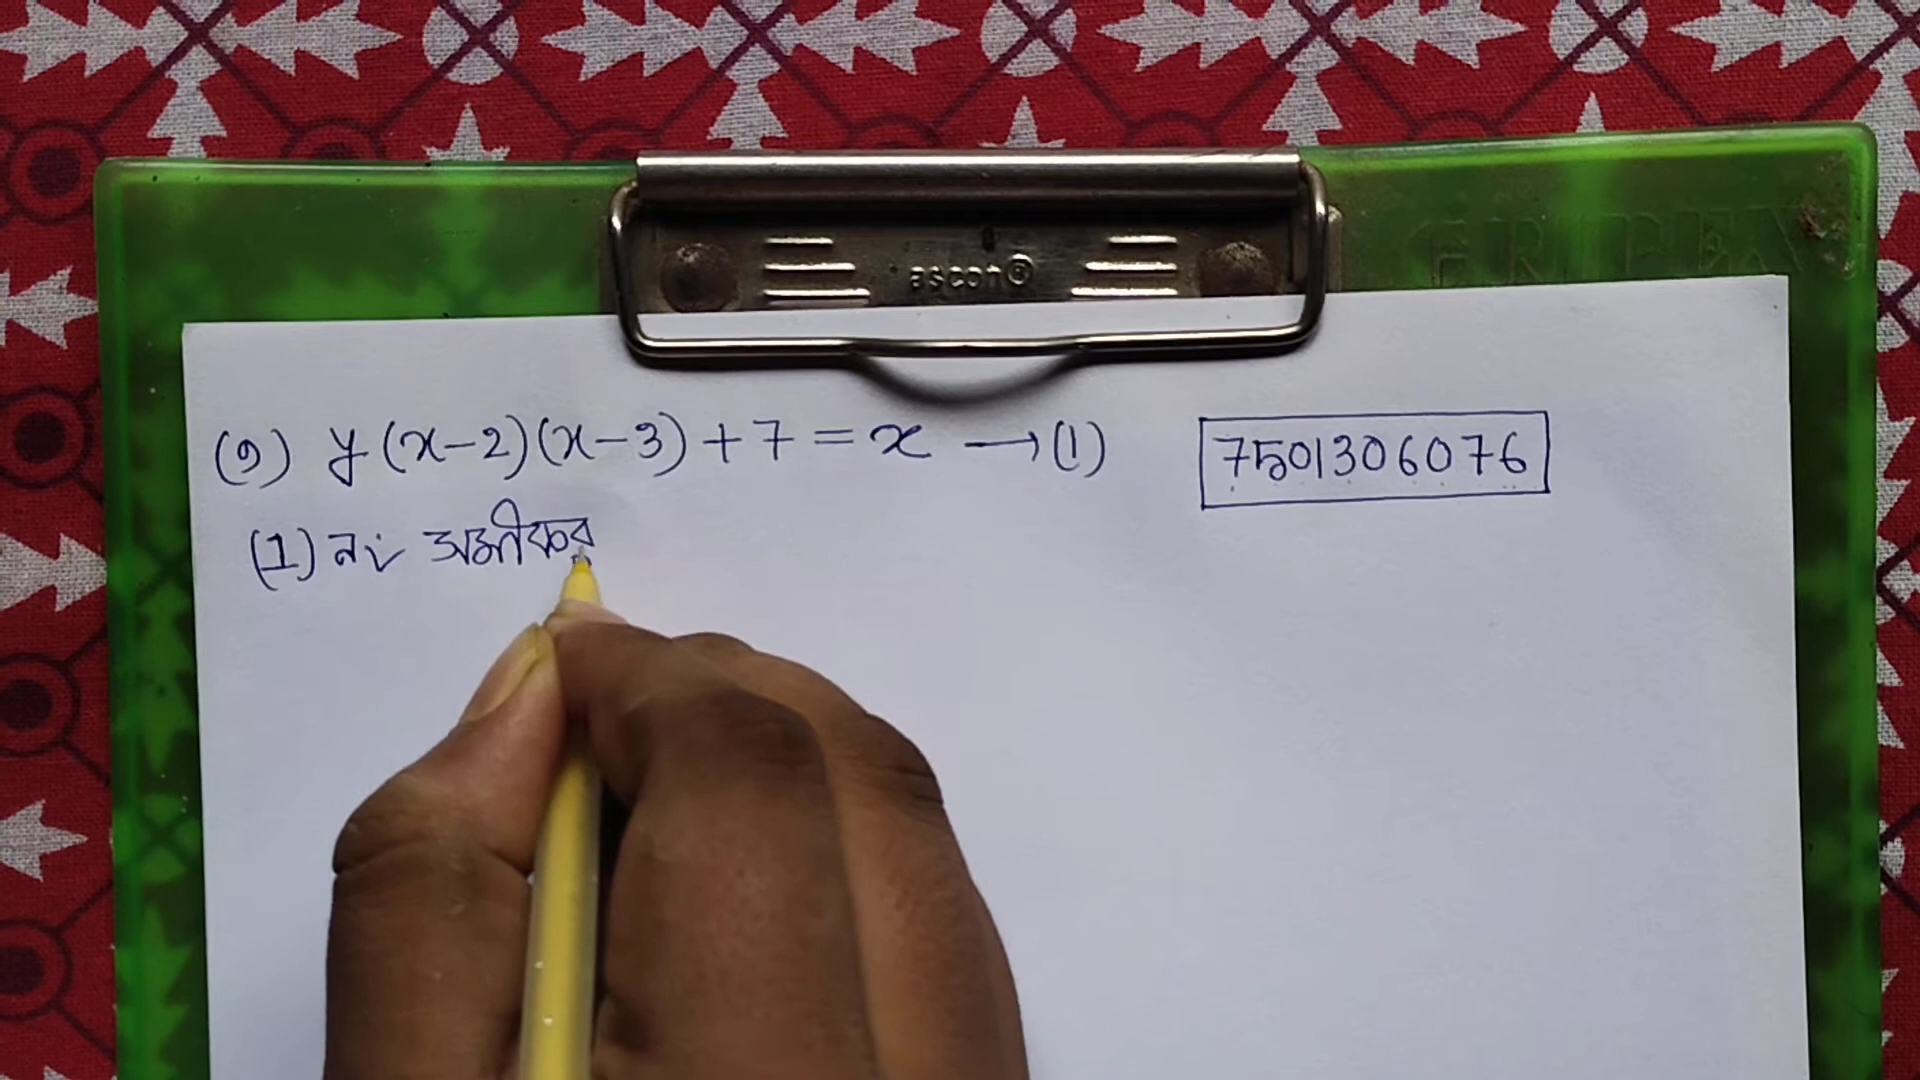 ascon®
(9) y(x-2)(x-3)+7=x →(1) 7501306076
(1) নং সমীকর